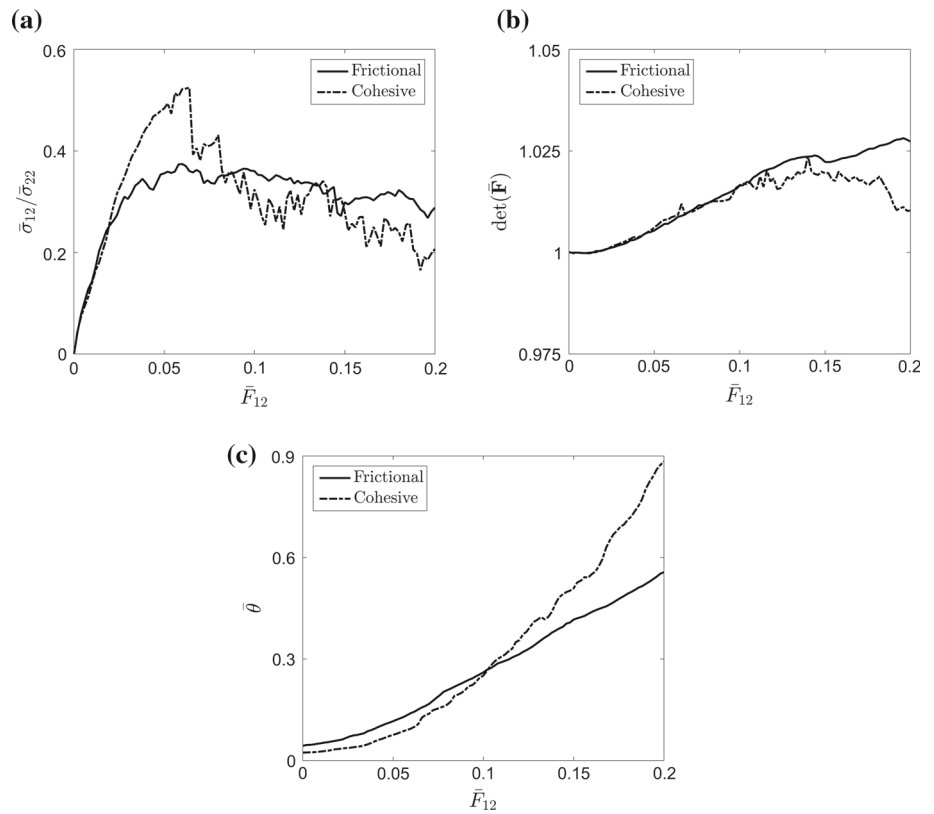 (a)
0.6
0.4
0.2
0
σ̄₁₂/σ̄₂₂
Frictional
Cohesive
0 0.05 0.1 0.15 0.2
F̄₁₂
(b)
1.05
1.025
1
0.975
det(F̄)
Frictional
Cohesive
0 0.05 0.1 0.15 0.2
F̄₁₂
(c)
0.9
0.6
0.3
0
θ̄
Frictional
Cohesive
0 0.05 0.1 0.15 0.2
F̄₁₂